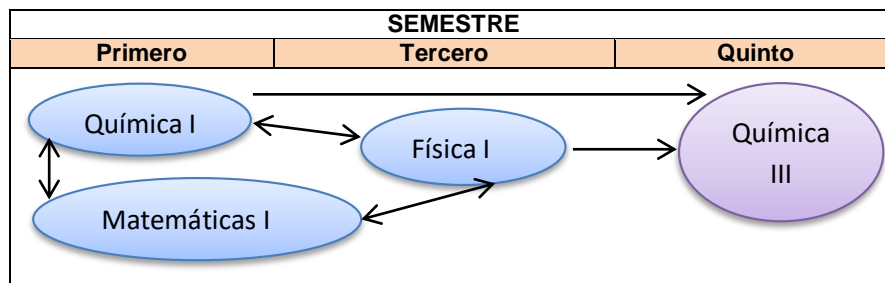 SEMESTRE
Primero
Tercero
Quinto
Química I
Física I
Química
III
Matemáticas I